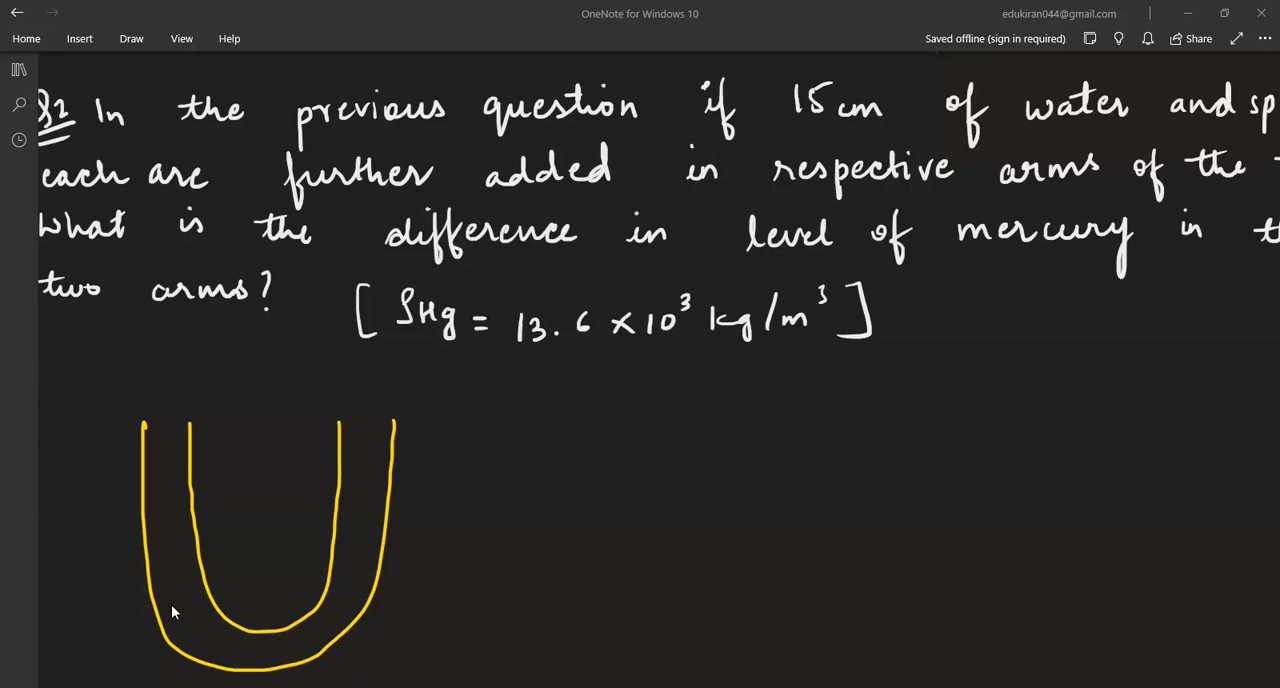 OneNote for Windows 10
edukiran044@gmail.com
Home Insert Draw View Help
Saved offline (sign in required)
Share
Q2 In the previous question if 15cm of water and sp
each are further added in respective arms of the
What is the difference in level of mercury in
two arms? [ρHg = 13.6 × 10³ kg/m³]